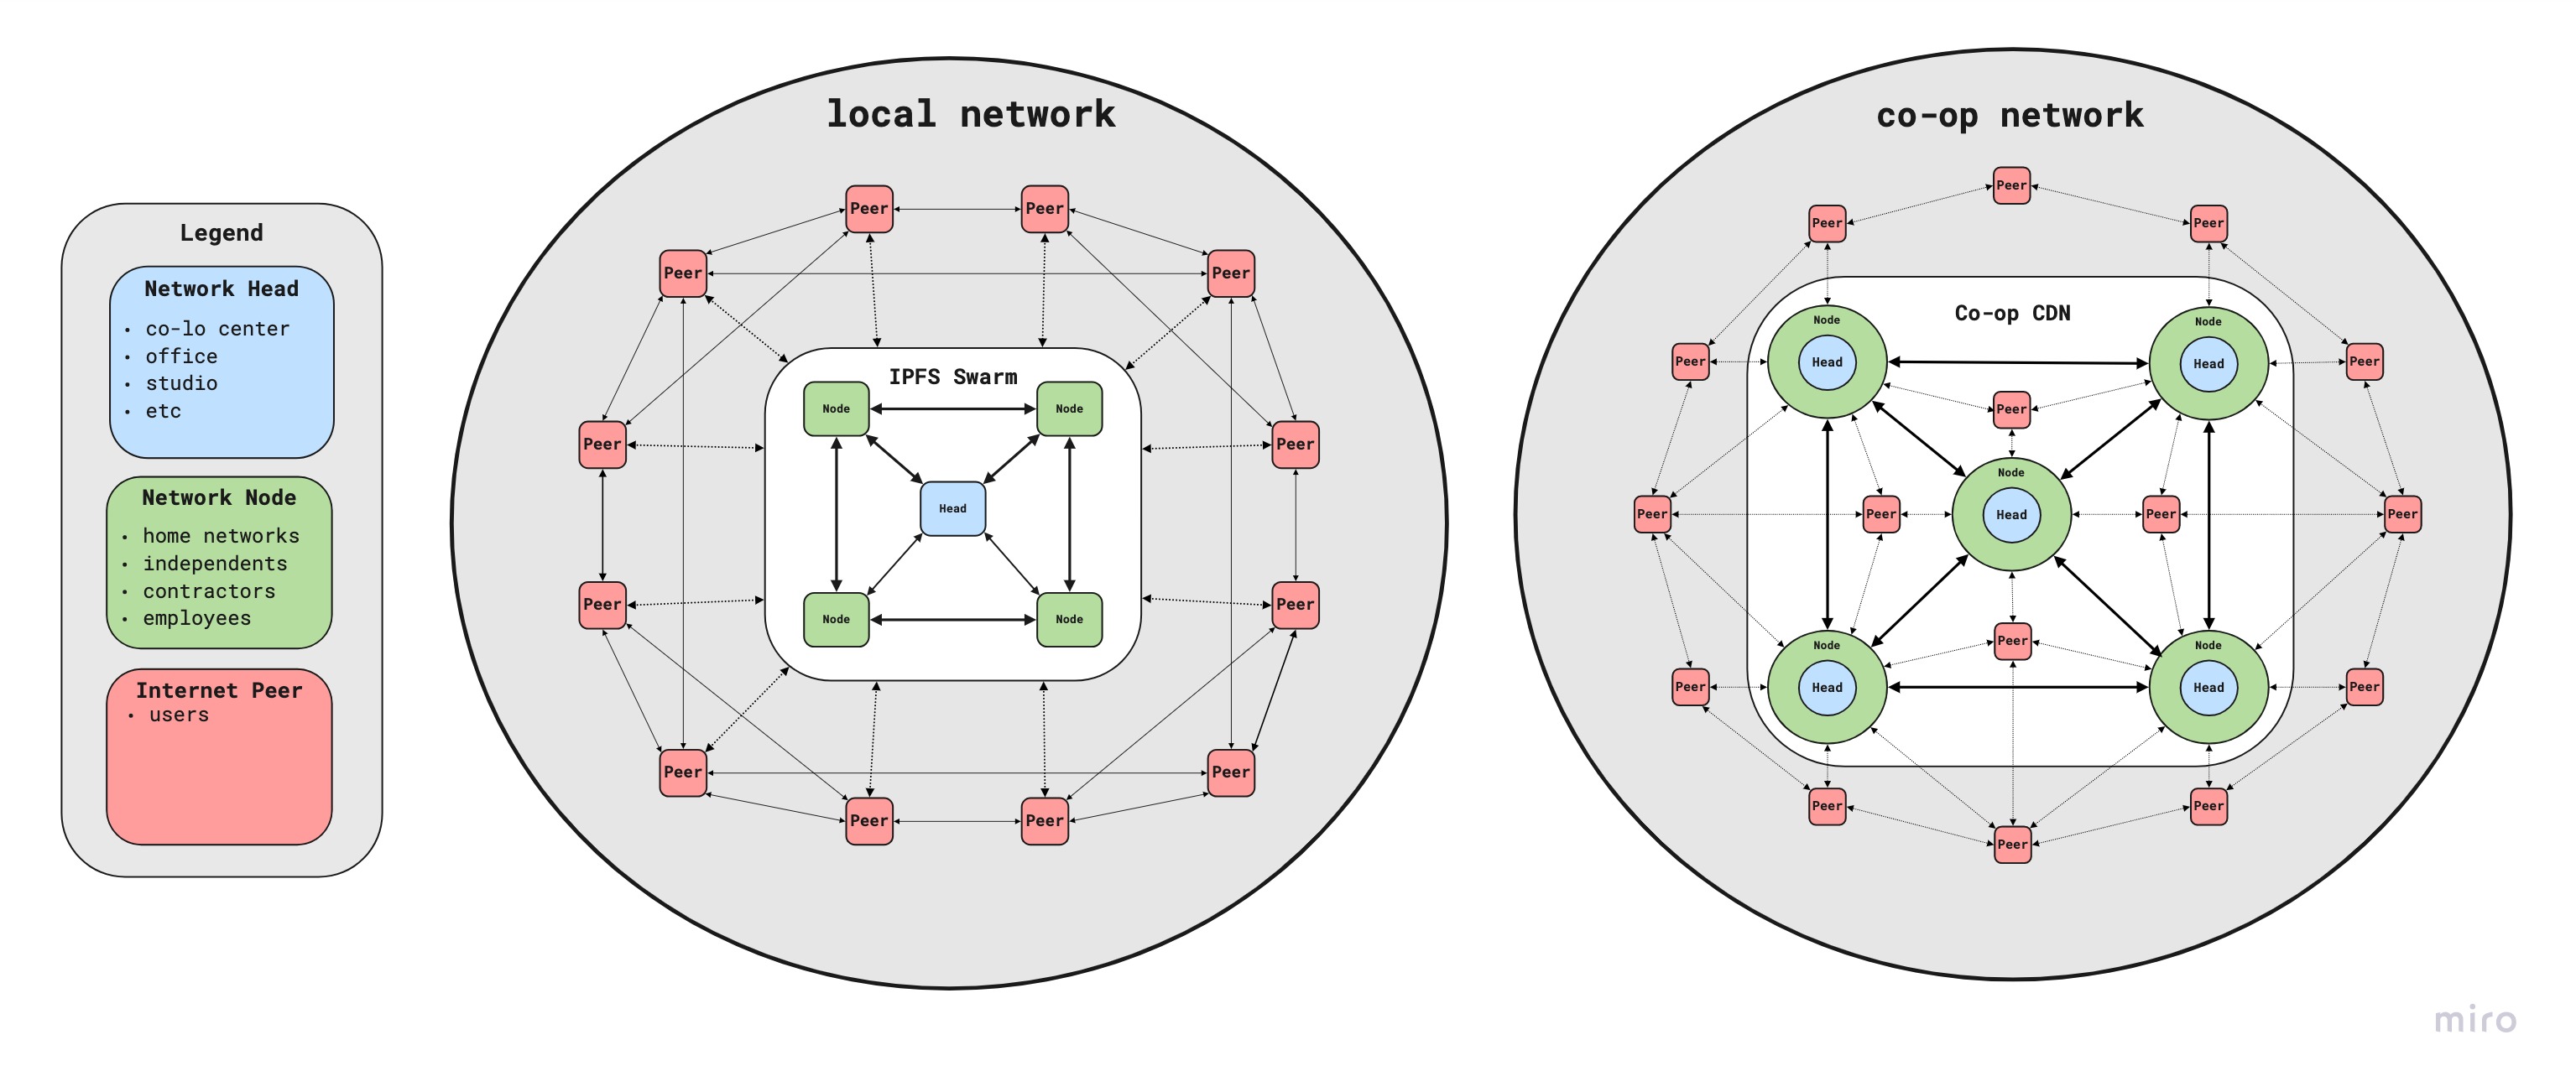 Legend
Network Head
• co-lo center
• office
• studio
• etc
Network Node
• home networks
• independents
• contractors
• employees
Internet Peer
• users
local network
Peer
Peer
Peer
Peer
IPFS Swarm
Node
Node
Peer
Peer
Head
Peer
Node
Node
Peer
Peer
Peer
Peer
Peer
co-op network
Peer
Peer
Peer
Co-op CDN
Node
Node
Peer
Head
Head
Peer
Peer
Node
Peer
Peer
Head
Peer
Peer
Peer
Node
Node
Peer
Head
Head
Peer
Peer
Peer
Peer
miro